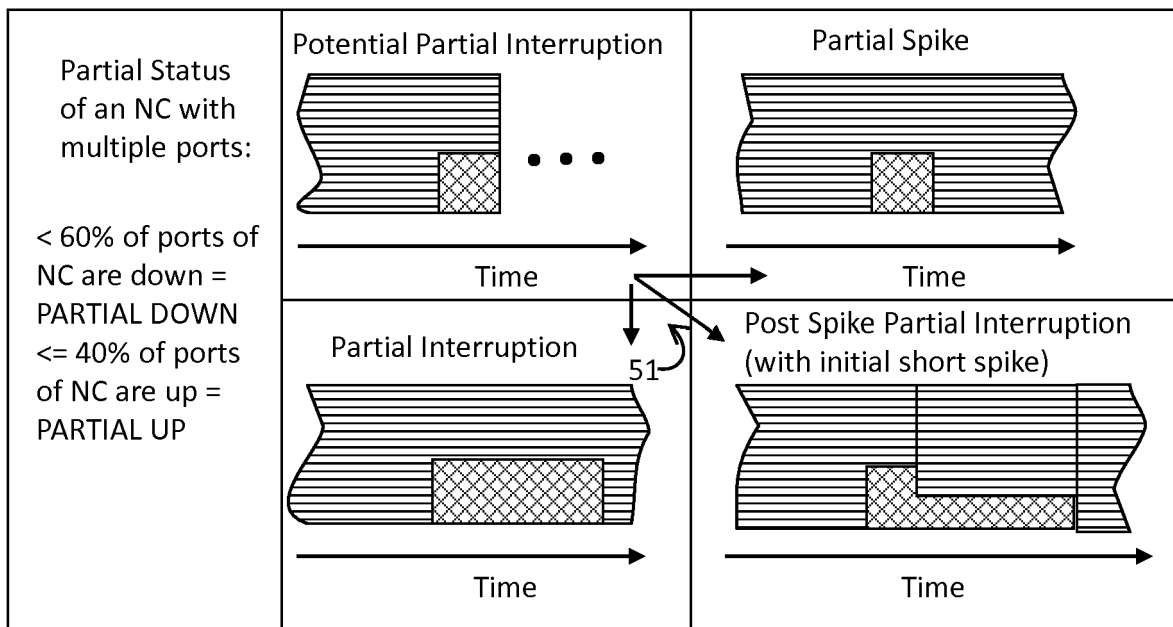 Partial Status
of an NC with
multiple ports:
< 60% of ports of
NC are down =
PARTIAL DOWN
<= 40% of ports
of NC are up =
PARTIAL UP
Potential Partial Interruption
Time
Partial Spike
Time
Partial Interruption
51
Time
Post Spike Partial Interruption
(with initial short spike)
Time